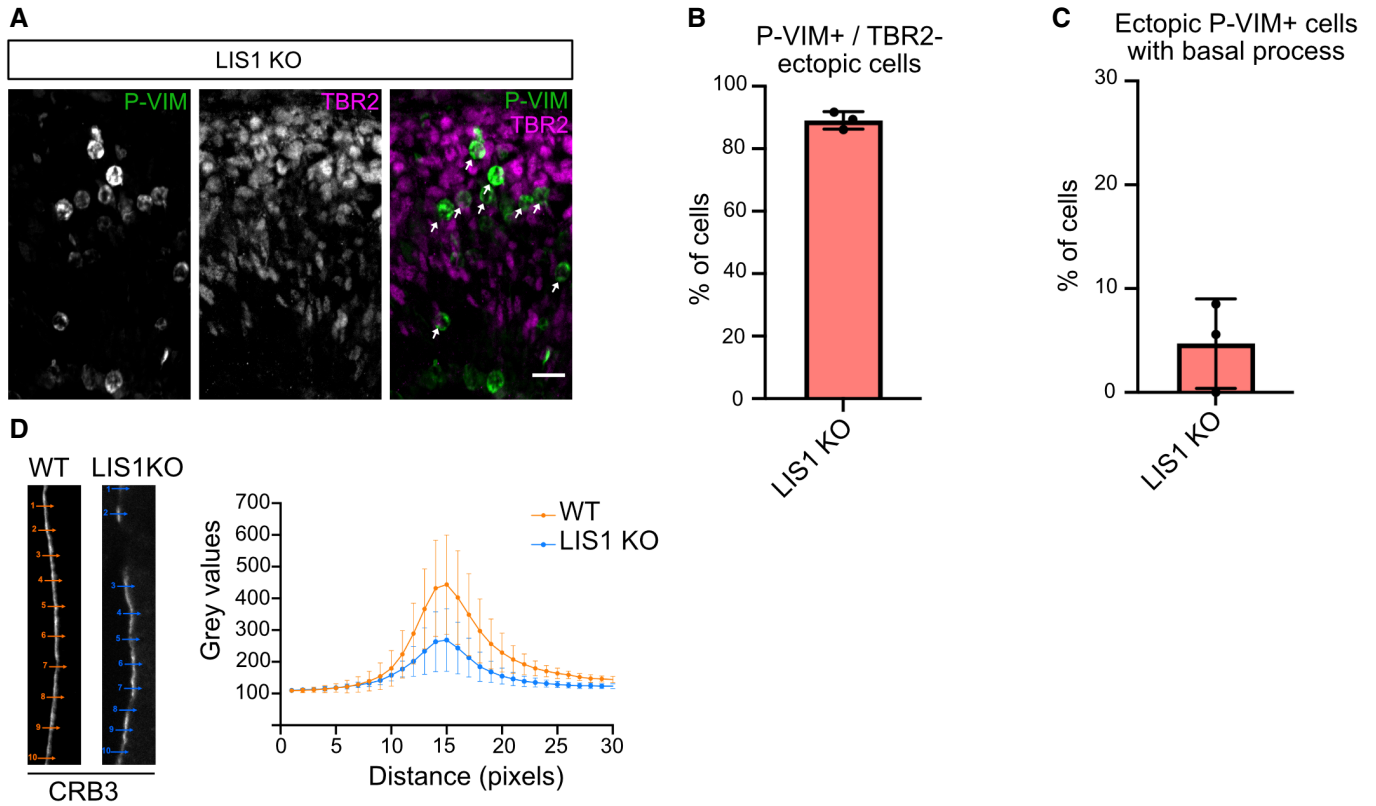 A
LIS1 KO
P-VIM
TBR2
P-VIM
TBR2
B
P-VIM+ / TBR2-
ectopic cells
% of cells
100
80
60
40
20
0
LIS1 KO
C
Ectopic P-VIM+ cells
with basal process
% of cells
30
20
10
0
LIS1 KO
D
WT
LIS1KO
1
2
3
4
5
6
7
8
9
10
1
2
3
4
5
6
7
8
9
10
CRB3
Grey values
700
600
500
400
300
200
100
0
5
10
15
20
25
30
Distance (pixels)
WT
LIS1 KO